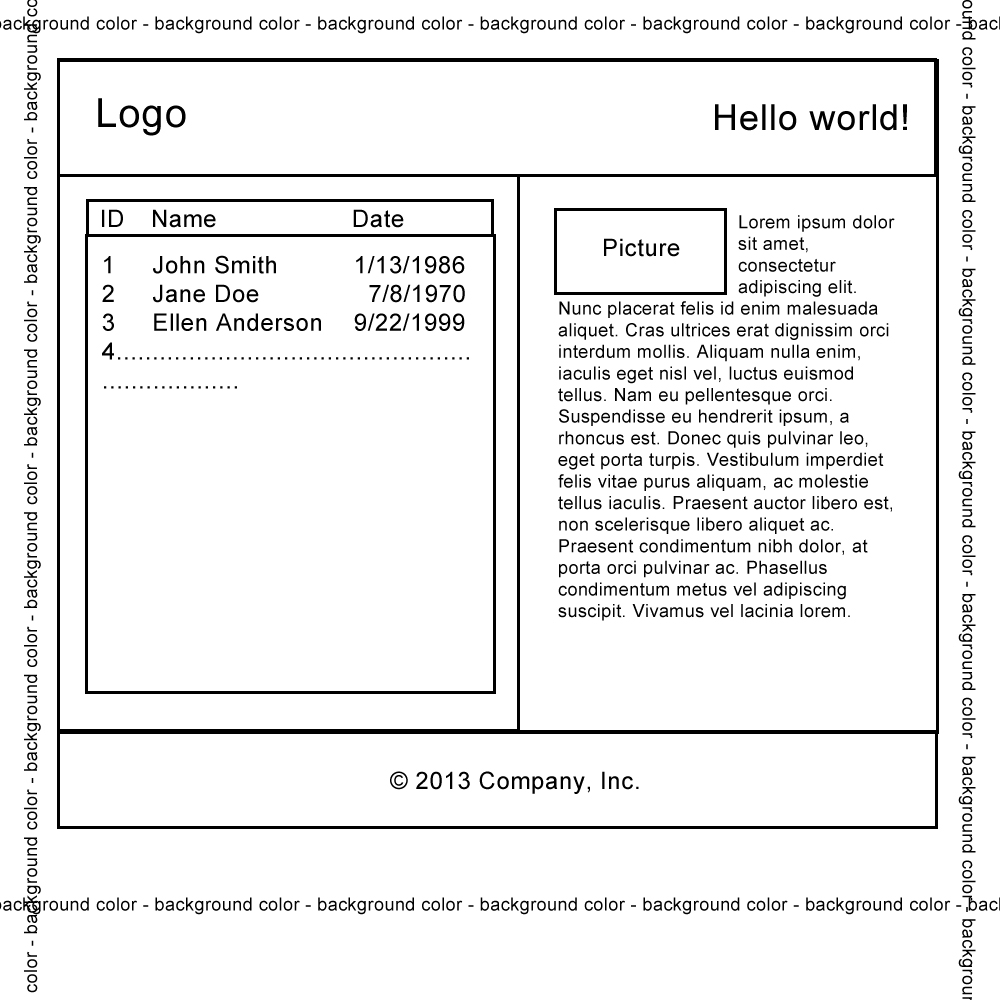 background color - background color - background color - background color - background color - background color - back
Logo
Hello world!
ID Name Date
1 John Smith 1/13/1986
2 Jane Doe 7/8/1970
3 Ellen Anderson 9/22/1999
4.................................................
...................
Picture
Lorem ipsum dolor
sit amet,
consectetur
adipiscing elit.
Nunc placerat felis id enim malesuada
aliquet. Cras ultrices erat dignissim orci
interdum mollis. Aliquam nulla enim,
iaculis eget nisl vel, luctus euismod
tellus. Nam eu pellentesque orci.
Suspendisse eu hendrerit ipsum, a
rhoncus est. Donec quis pulvinar leo,
eget porta turpis. Vestibulum imperdiet
felis vitae purus aliquam, ac molestie
tellus iaculis. Praesent auctor libero est,
non scelerisque libero aliquet ac.
Praesent condimentum nibh dolor, at
porta orci pulvinar ac. Phasellus
condimentum metus vel adipiscing
suscipit. Vivamus vel lacinia lorem.
© 2013 Company, Inc.
background color - background color - background color - background color - background color - background color - back
color - background color - background color - background color - background color - background color - background co
ound color - background color - background color - background color - background color - background color - backgroun